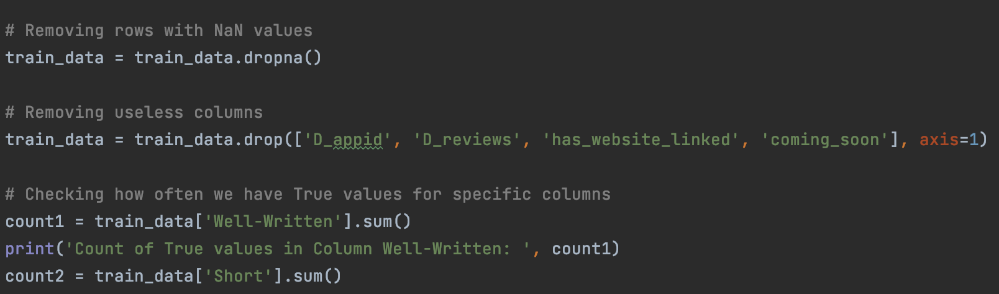 # Removing rows with NaN values
train_data = train_data.dropna()
# Removing useless columns
train_data = train_data.drop(['D_appid', 'D_reviews', 'has_website_linked', 'coming_soon'], axis=1)
# Checking how often we have True values for specific columns
count1 = train_data['Well-Written'].sum()
print('Count of True values in Column Well-Written: ', count1)
count2 = train_data['Short'].sum()